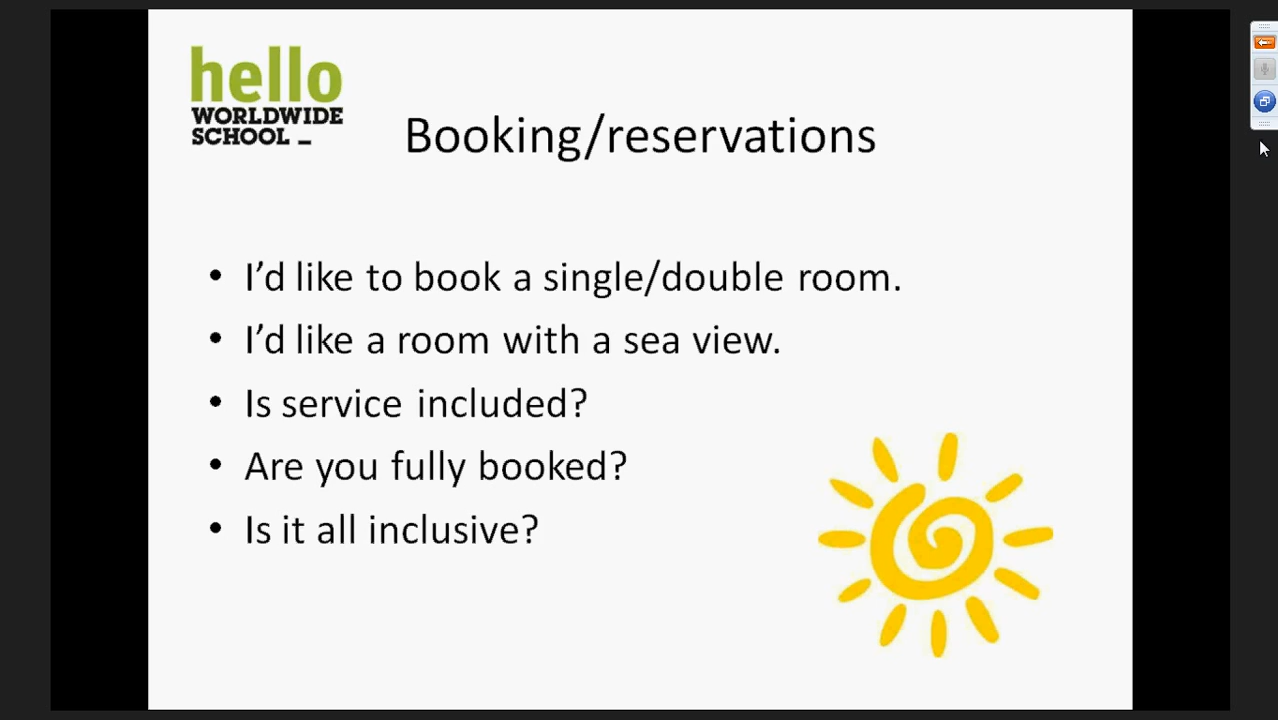 hello
WORLDWIDE
SCHOOL _
Booking/reservations
• I’d like to book a single/double room.
• I’d like a room with a sea view.
• Is service included?
• Are you fully booked?
• Is it all inclusive?